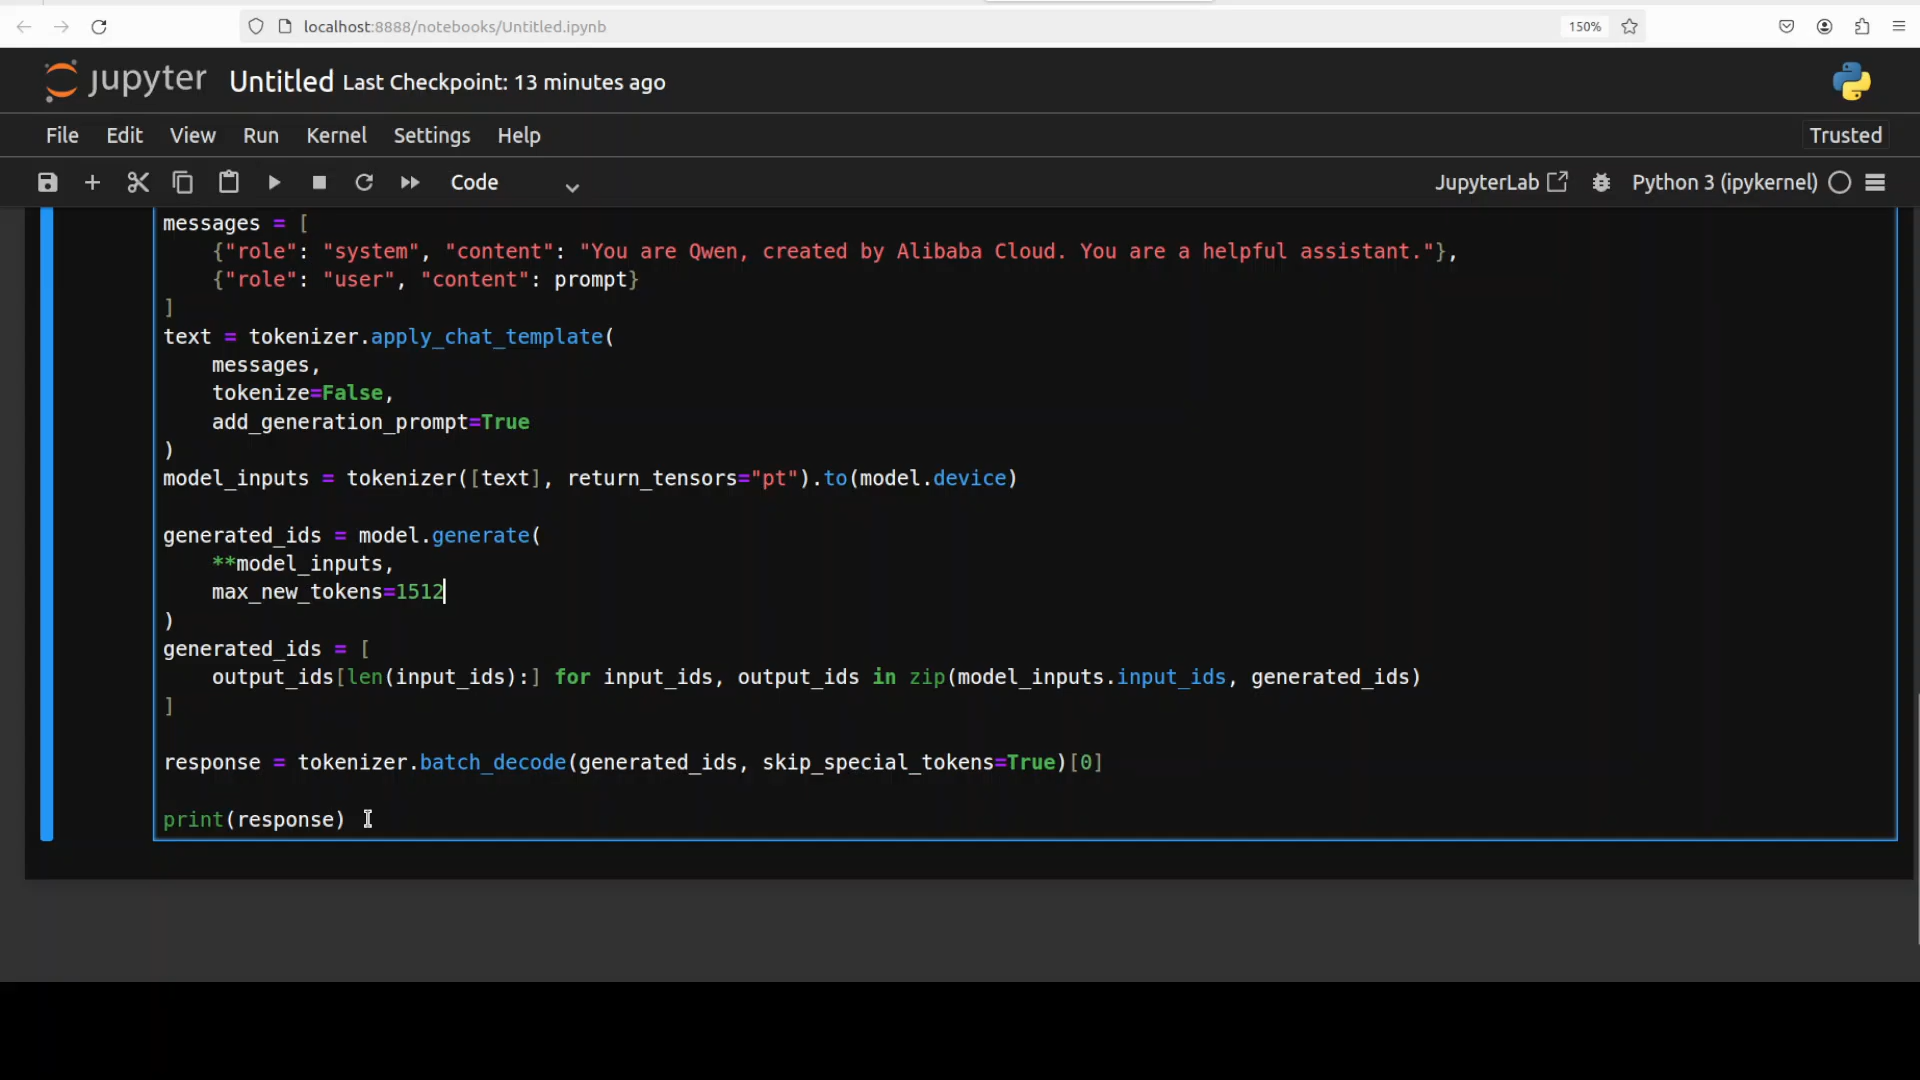 localhost:8888/notebooks/Untitled.ipynb 150%
jupyter Untitled Last Checkpoint: 13 minutes ago
File Edit View Run Kernel Settings Help Trusted
Code JupyterLab Python 3 (ipykernel)
messages = [
    {"role": "system", "content": "You are Qwen, created by Alibaba Cloud. You are a helpful assistant."},
    {"role": "user", "content": prompt}
]
text = tokenizer.apply_chat_template(
    messages,
    tokenize=False,
    add_generation_prompt=True
)
model_inputs = tokenizer([text], return_tensors="pt").to(model.device)
generated_ids = model.generate(
    **model_inputs,
    max_new_tokens=1512
)
generated_ids = [
    output_ids[len(input_ids):] for input_ids, output_ids in zip(model_inputs.input_ids, generated_ids)
]
response = tokenizer.batch_decode(generated_ids, skip_special_tokens=True)[0]
print(response)